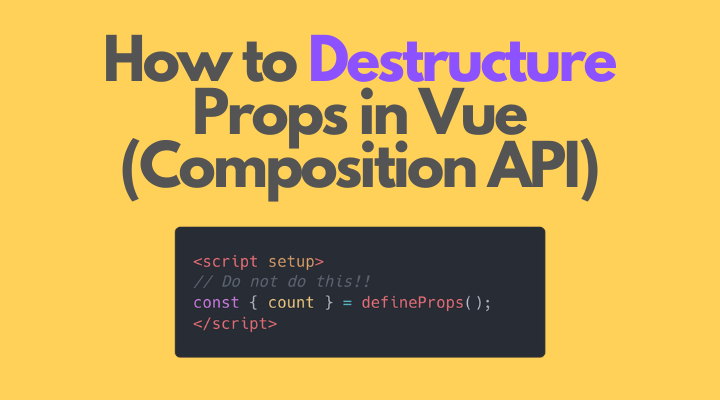 How to Destructure
Props in Vue
(Composition API)
<script setup>
// Do not do this!!
const { count } = defineProps();
</script>